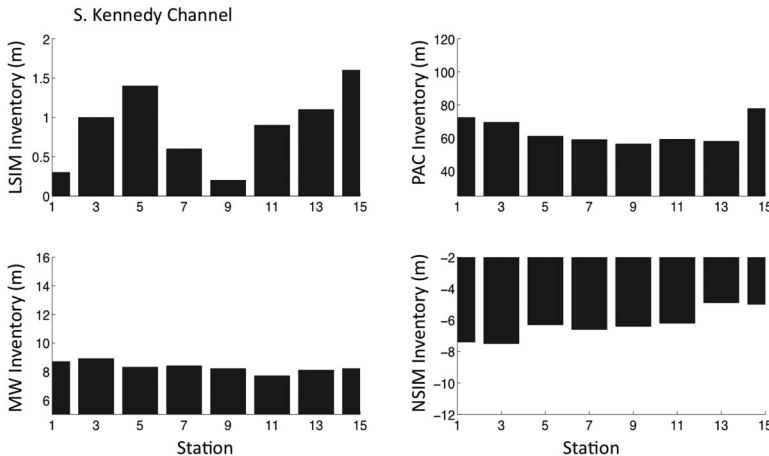 S. Kennedy Channel
LSIM Inventory (m)
2
1.5
1
0.5
0
1 3 5 7 9 11 13 15
PAC Inventory (m)
120
100
80
60
40
1 3 5 7 9 11 13 15
MW Inventory (m)
16
14
12
10
8
6
1 3 5 7 9 11 13 15
Station
NSIM Inventory (m)
−2
−4
−6
−8
−10
−12
1 3 5 7 9 11 13 15
Station